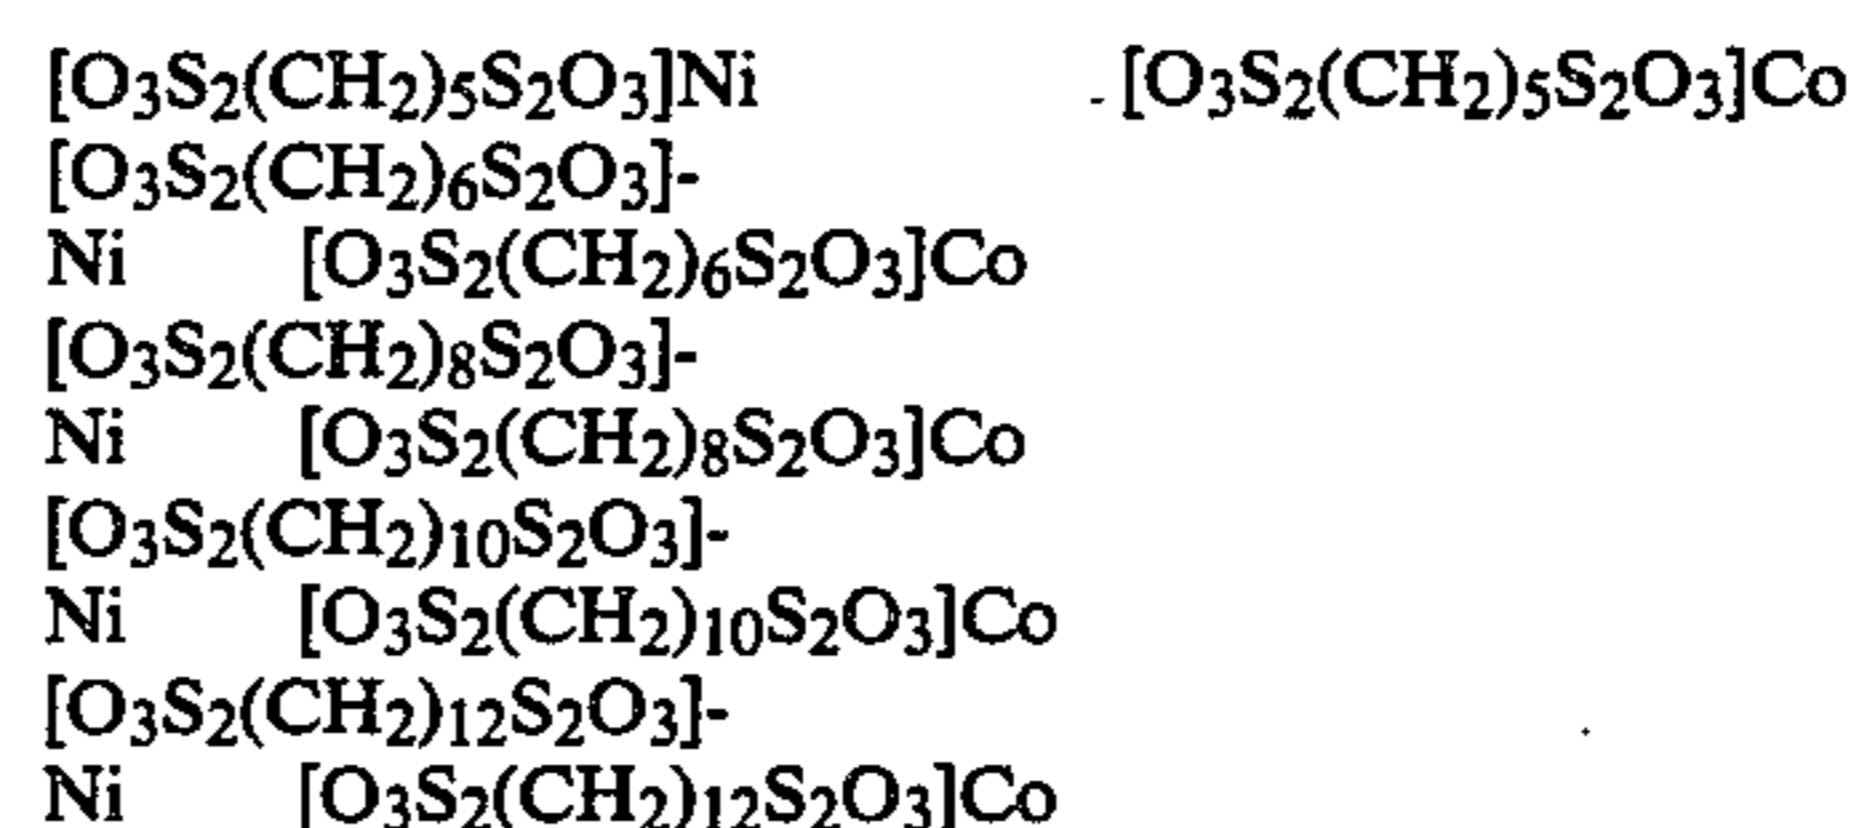 [O3S2(CH2)5S2O3]Ni - [O3S2(CH2)5S2O3]Co
[O3S2(CH2)6S2O3]-
Ni [O3S2(CH2)6S2O3]Co
[O3S2(CH2)8S2O3]-
Ni [O3S2(CH2)8S2O3]Co
[O3S2(CH2)10S2O3]-
Ni [O3S2(CH2)10S2O3]Co
[O3S2(CH2)12S2O3]-
Ni [O3S2(CH2)12S2O3]Co